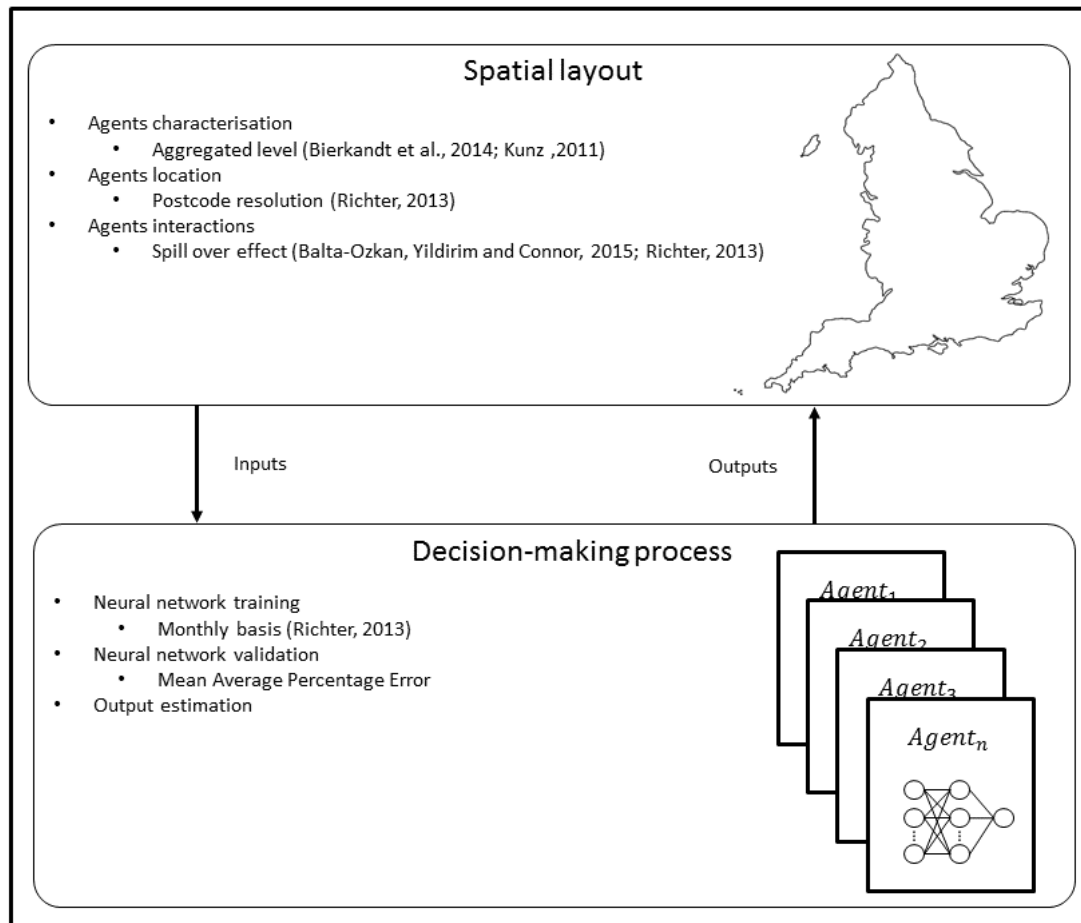 Spatial layout
• Agents characterisation
• Aggregated level (Bierkandt et al., 2014; Kunz ,2011)
• Agents location
• Postcode resolution (Richter, 2013)
• Agents interactions
• Spill over effect (Balta-Ozkan, Yildirim and Connor, 2015; Richter, 2013)
Inputs
Outputs
Decision-making process
• Neural network training
• Monthly basis (Richter, 2013)
• Neural network validation
• Mean Average Percentage Error
• Output estimation
Agent₁
Agent₂
Agent₃
Agentₙ